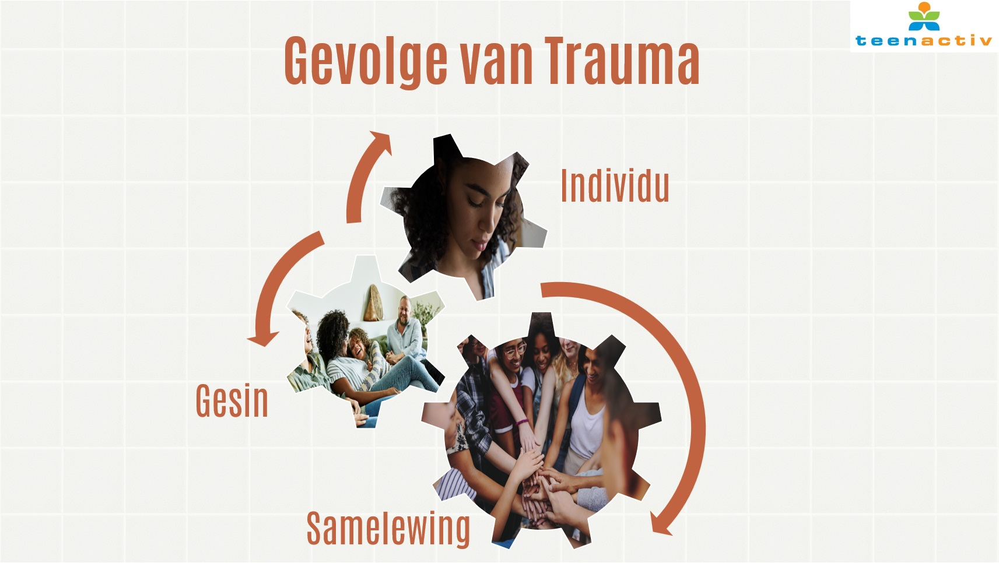 teenactiv
Gevolge van Trauma
Individu
Gesin
Samelewing